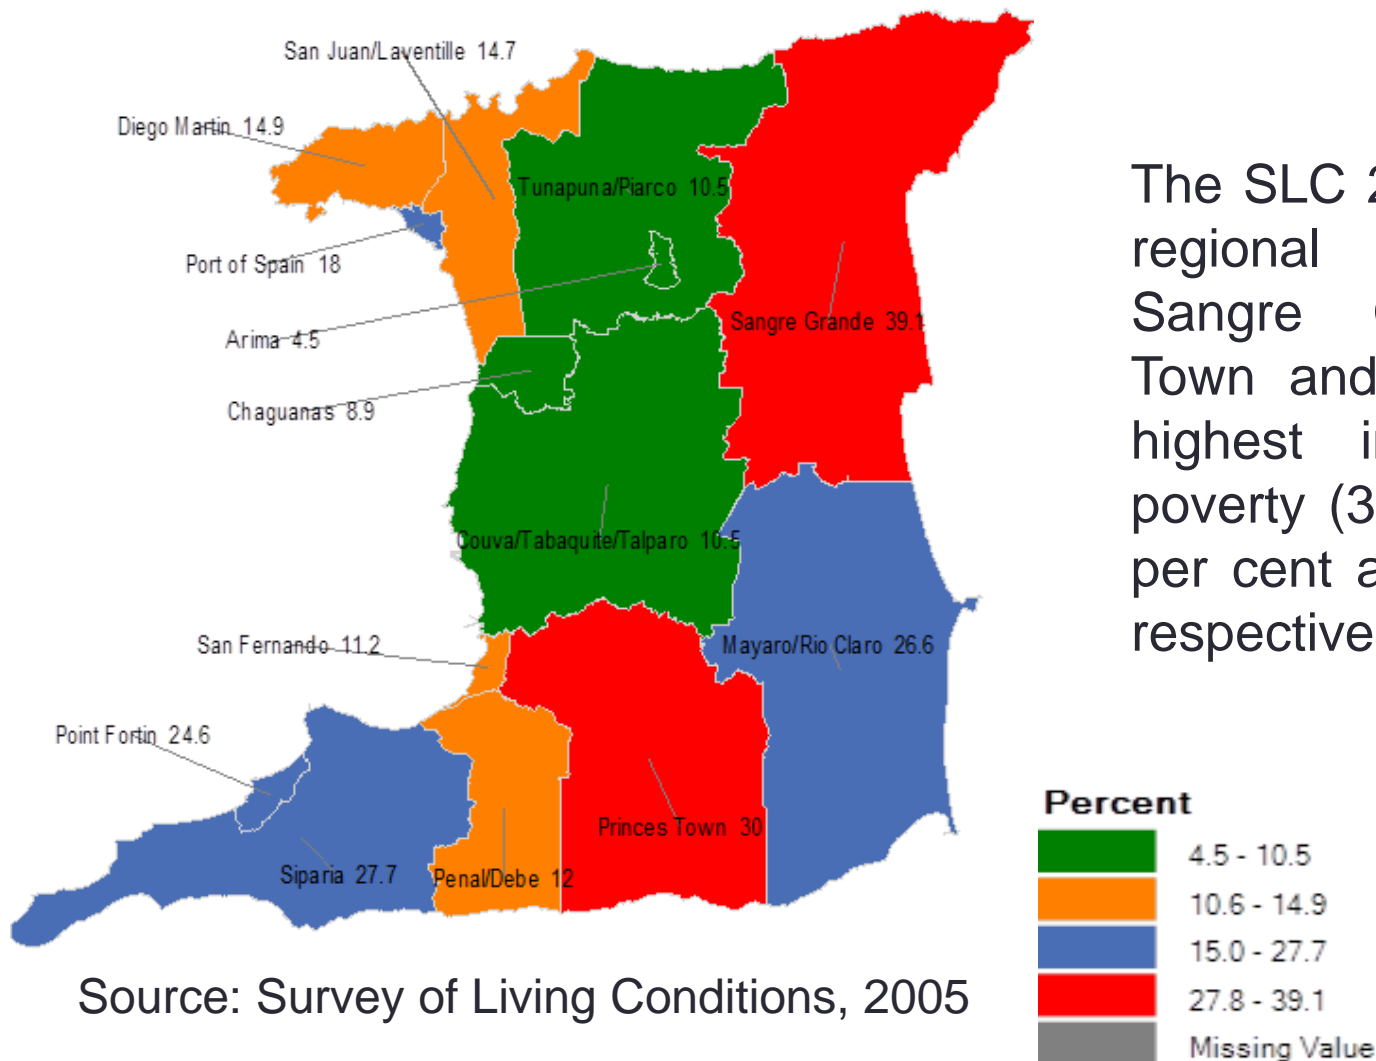 San Juan/Laventille 14.7
Diego Martin 14.9
Tunapuna/Piarco 10.5
Port of Spain 18
Arima 4.5
Sangre Grande 39.1
Chaguanas 8.9
Couva/Tabaquite/Talparo 10.5
San Fernando 11.2
Mayaro/Rio Claro 26.6
Point Fortin 24.6
Princes Town 30
Siparia 27.7
Penal/Debe 12
Source: Survey of Living Conditions, 2005
The SLC 2
regional
Sangre
Town and
highest
poverty (3
per cent
respective
Percent
4.5 - 10.5
10.6 - 14.9
15.0 - 27.7
27.8 - 39.1
Missing Value